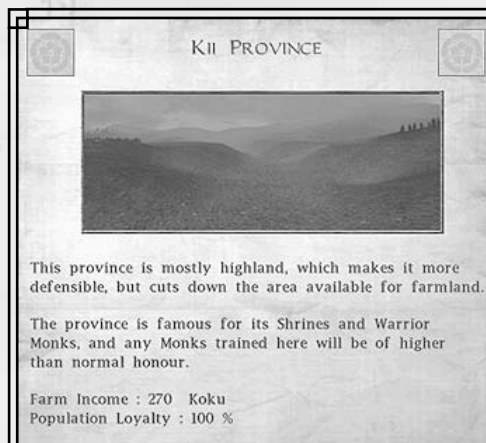 Kii Province
This province is mostly highland, which makes it more
defensible, but cuts down the area available for farmland.
The province is famous for its Shrines and Warrior
Monks, and any Monks trained here will be of higher
than normal honour.
Farm Income : 270 Koku
Population Loyalty : 100 %